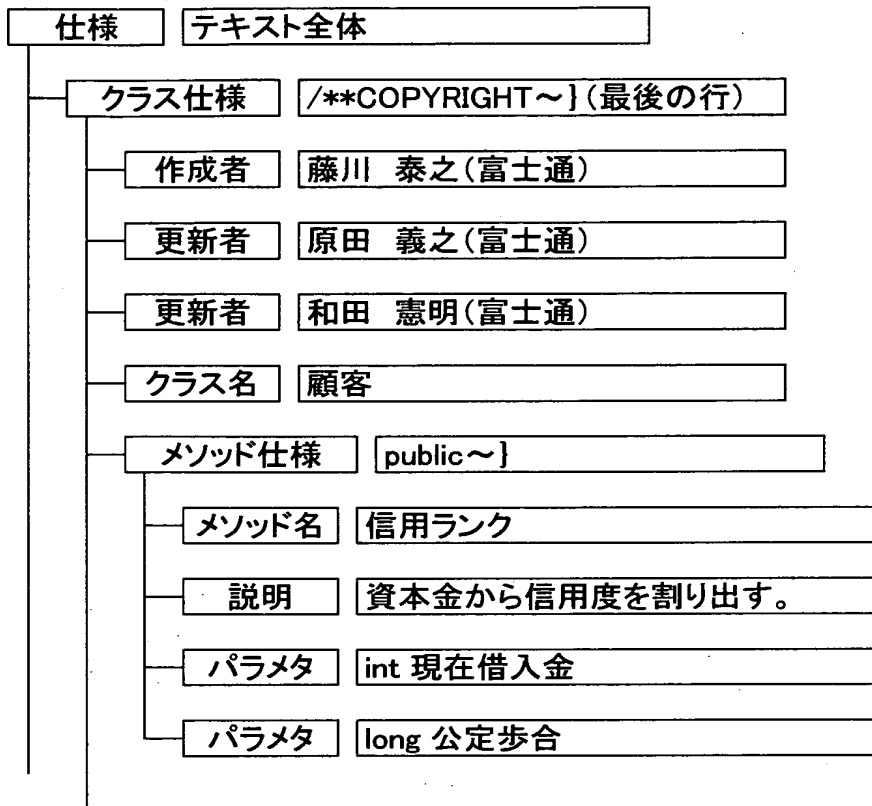 仕様 テキスト全体
クラス仕様 /**COPYRIGHT～}(最後の行)
作成者 藤川 泰之(富士通)
更新者 原田 義之(富士通)
更新者 和田 憲明(富士通)
クラス名 顧客
メソッド仕様 public～}
メソッド名 信用ランク
説明 資本金から信用度を割り出す。
パラメタ int 現在借入金
パラメタ long 公定歩合